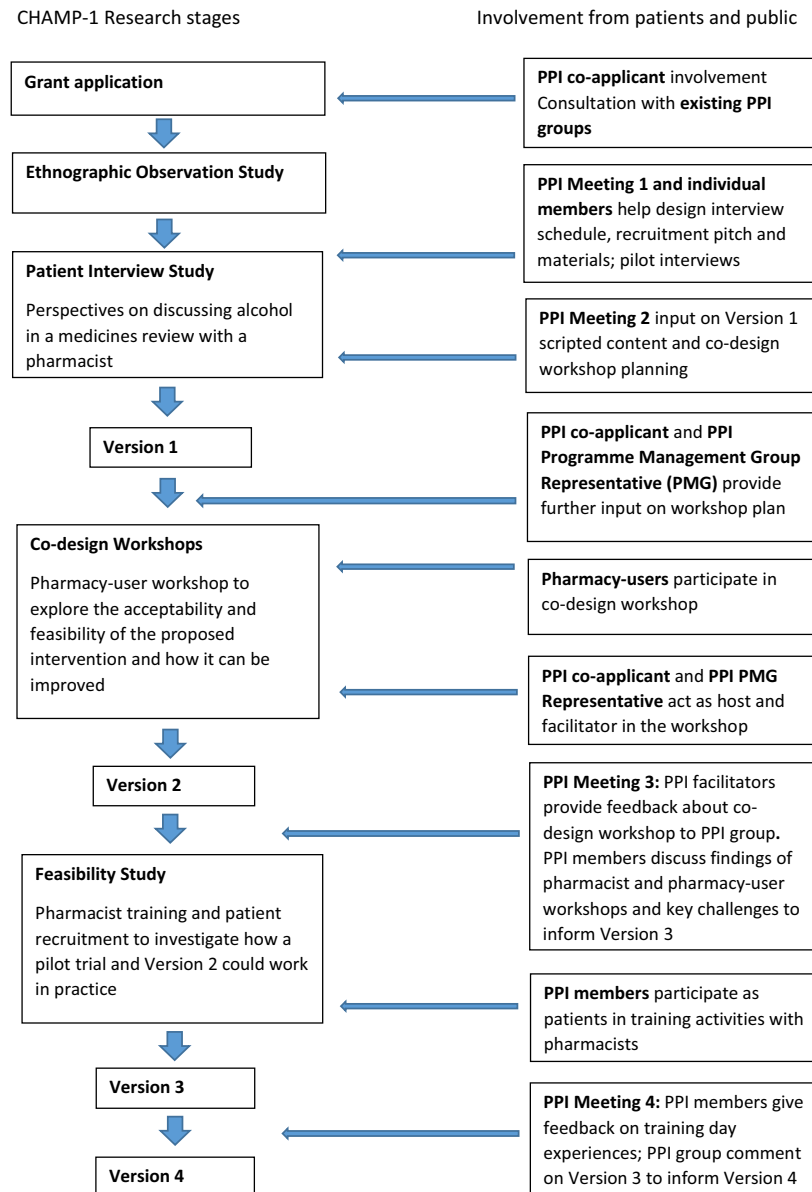 CHAMP-1 Research stages
Involvement from patients and public
Grant application
PPI co-applicant involvement
Consultation with existing PPI
groups
Ethnographic Observation Study
PPI Meeting 1 and individual
members help design interview
schedule, recruitment pitch and
materials; pilot interviews
Patient Interview Study
Perspectives on discussing alcohol
in a medicines review with a
pharmacist
PPI Meeting 2 input on Version 1
scripted content and co-design
workshop planning
Version 1
PPI co-applicant and PPI
Programme Management Group
Representative (PMG) provide
further input on workshop plan
Co-design Workshops
Pharmacy-user workshop to
explore the acceptability and
feasibility of the proposed
intervention and how it can be
improved
Pharmacy-users participate in
co-design workshop
PPI co-applicant and PPI PMG
Representative act as host and
facilitator in the workshop
Version 2
PPI Meeting 3: PPI facilitators
provide feedback about co-
design workshop to PPI group.
PPI members discuss findings of
pharmacist and pharmacy-user
workshops and key challenges to
inform Version 3
Feasibility Study
Pharmacist training and patient
recruitment to investigate how a
pilot trial and Version 2 could work
in practice
PPI members participate as
patients in training activities with
pharmacists
Version 3
PPI Meeting 4: PPI members give
feedback on training day
experiences; PPI group comment
on Version 3 to inform Version 4
Version 4